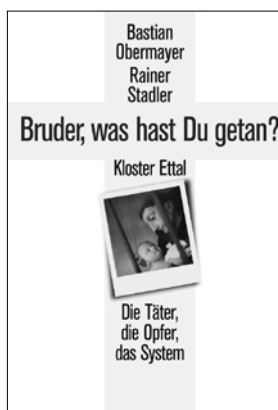 Bastian
Obermayer
Rainer
Stadler
Bruder, was hast Du getan?
Kloster Ettal
Die Täter,
die Opfer,
das System